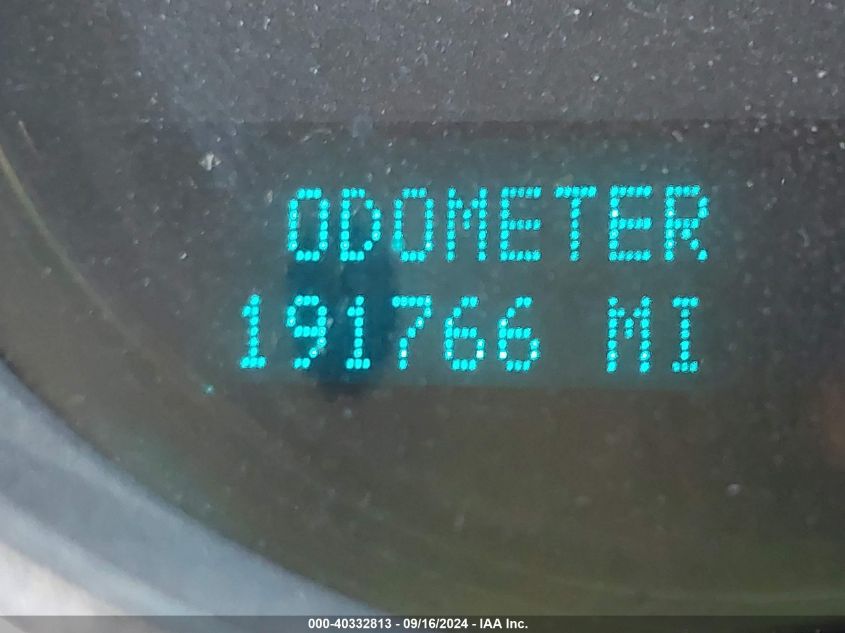 ODOMETER
191766 MI
000-40332813 - 09/16/2024 - IAA Inc.